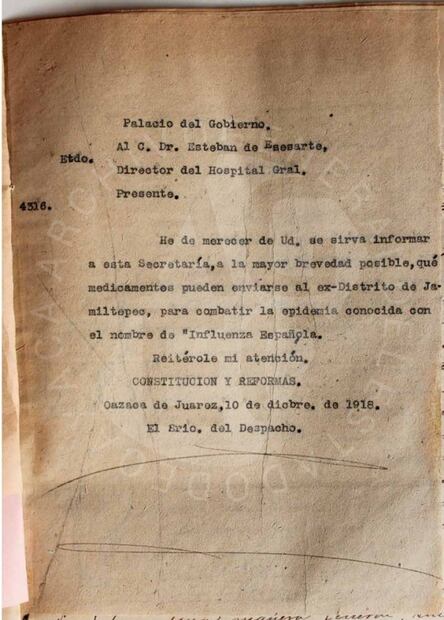 Palacio del Gobierno.
Al C. Dr. Esteban de Baesarte,
Etdo.
Director del Hospital Gral.
Presente.
4316.
He de merecer de Ud. se sirva informar
a esta Secretaría, a la mayor brevedad posible, qué
medicamentos pueden enviarse al ex-Distrito de Ja-
miltepec, para combatir la epidemia conocida con
el nombre de "Influenza Española.
Reitérole mi atención.
CONSTITUCION Y REFORMAS.
Oaxaca de Juarez, 10 de dicbre. de 1918.
El Srio. del Despacho.